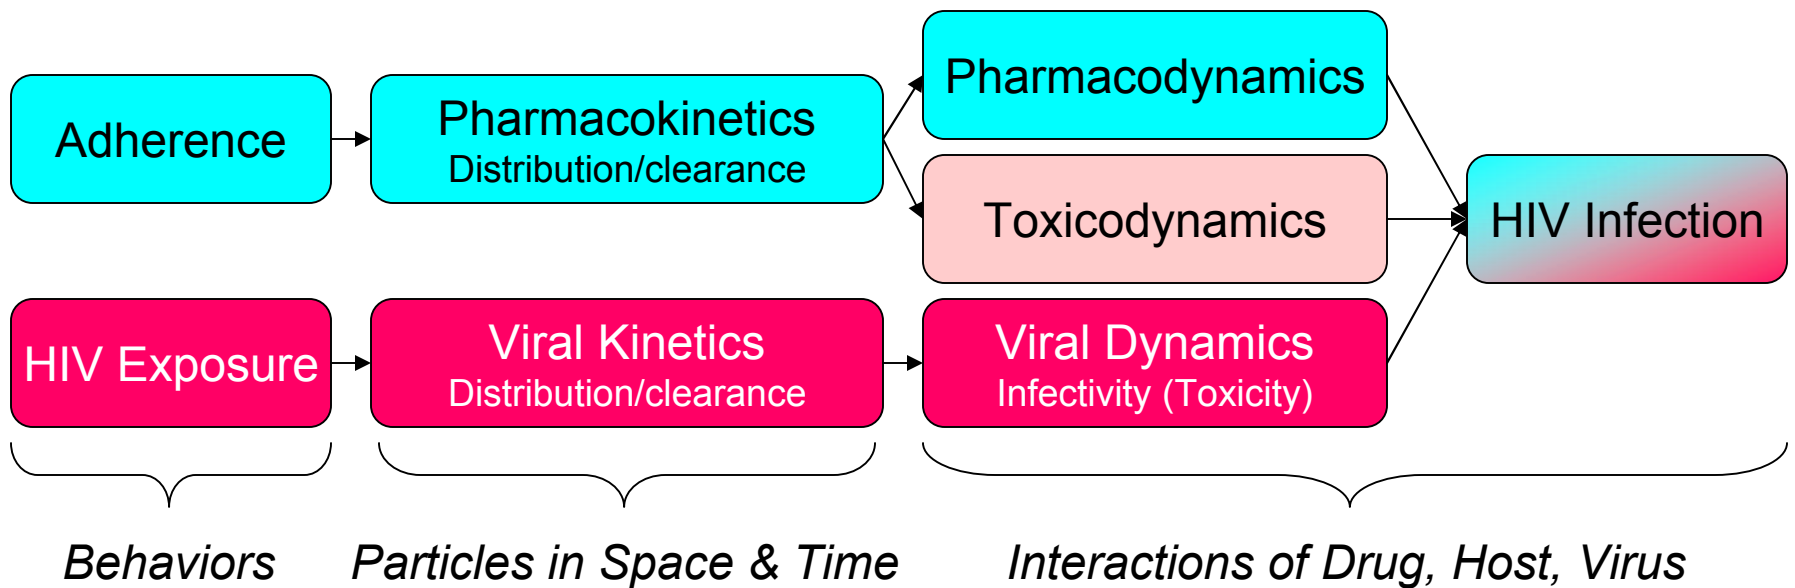 Adherence
Pharmacokinetics
Distribution/clearance
Pharmacodynamics
Toxicodynamics
HIV Infection
HIV Exposure
Viral Kinetics
Distribution/clearance
Viral Dynamics
Infectivity (Toxicity)
Behaviors
Particles in Space & Time
Interactions of Drug, Host, Virus